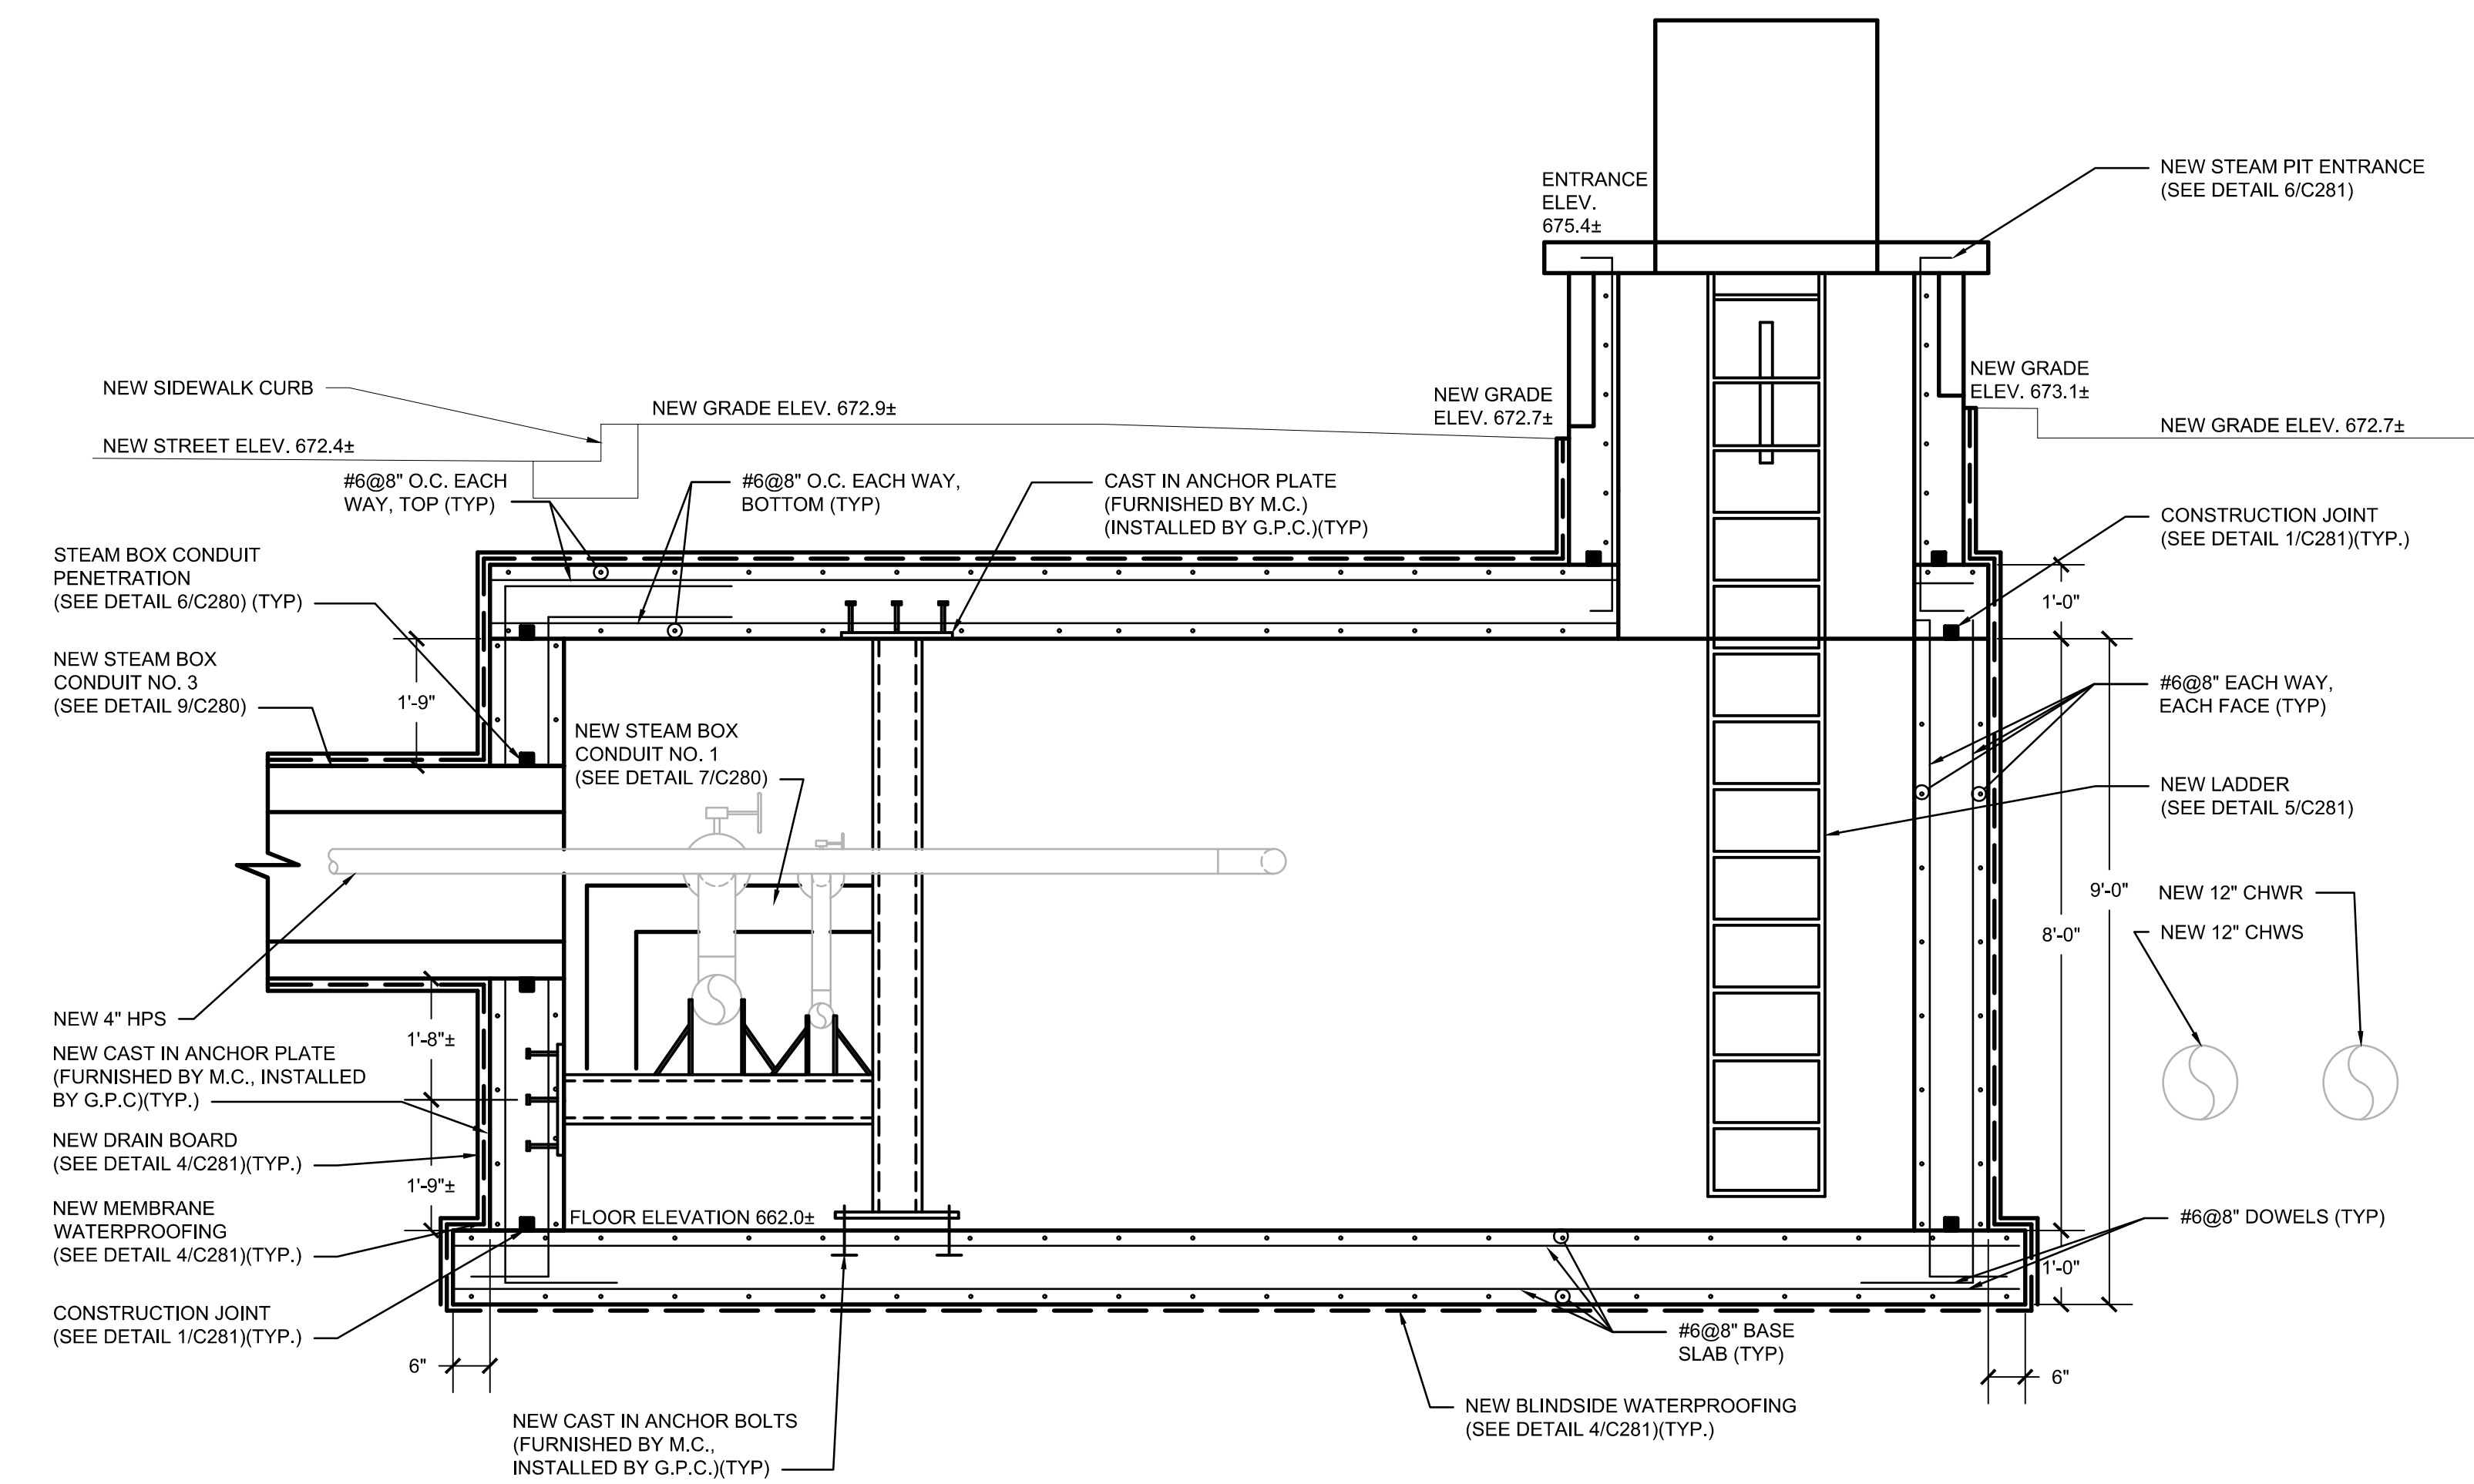 ENTRANCE
ELEV.
675.4±
NEW STEAM PIT ENTRANCE
(SEE DETAIL 6/C281)
NEW SIDEWALK CURB
NEW STREET ELEV. 672.4±
NEW GRADE ELEV. 672.9±
NEW GRADE
ELEV. 672.7±
NEW GRADE
ELEV. 673.1±
NEW GRADE ELEV. 672.7±
#6@8" O.C. EACH
WAY, TOP (TYP)
#6@8" O.C. EACH WAY,
BOTTOM (TYP)
CAST IN ANCHOR PLATE
(FURNISHED BY M.C.)
(INSTALLED BY G.P.C.)(TYP)
CONSTRUCTION JOINT
(SEE DETAIL 1/C281)(TYP.)
STEAM BOX CONDUIT
PENETRATION
(SEE DETAIL 6/C280) (TYP)
1'-0"
NEW STEAM BOX
CONDUIT NO. 3
(SEE DETAIL 9/C280)
1'-9"
#6@8" EACH WAY,
EACH FACE (TYP)
NEW STEAM BOX
CONDUIT NO. 1
(SEE DETAIL 7/C280)
NEW LADDER
(SEE DETAIL 5/C281)
9'-0"
NEW 12" CHWR
8'-0"
NEW 12" CHWS
NEW 4" HPS
1'-8"±
NEW CAST IN ANCHOR PLATE
(FURNISHED BY M.C., INSTALLED
BY G.P.C)(TYP.)
NEW DRAIN BOARD
(SEE DETAIL 4/C281)(TYP.)
1'-9"±
NEW MEMBRANE
WATERPROOFING
(SEE DETAIL 4/C281)(TYP.)
FLOOR ELEVATION 662.0±
#6@8" DOWELS (TYP)
1'-0"
CONSTRUCTION JOINT
(SEE DETAIL 1/C281)(TYP.)
#6@8" BASE
SLAB (TYP)
6"
6"
NEW CAST IN ANCHOR BOLTS
(FURNISHED BY M.C.,
INSTALLED BY G.P.C.)(TYP)
NEW BLINDSIDE WATERPROOFING
(SEE DETAIL 4/C281)(TYP.)